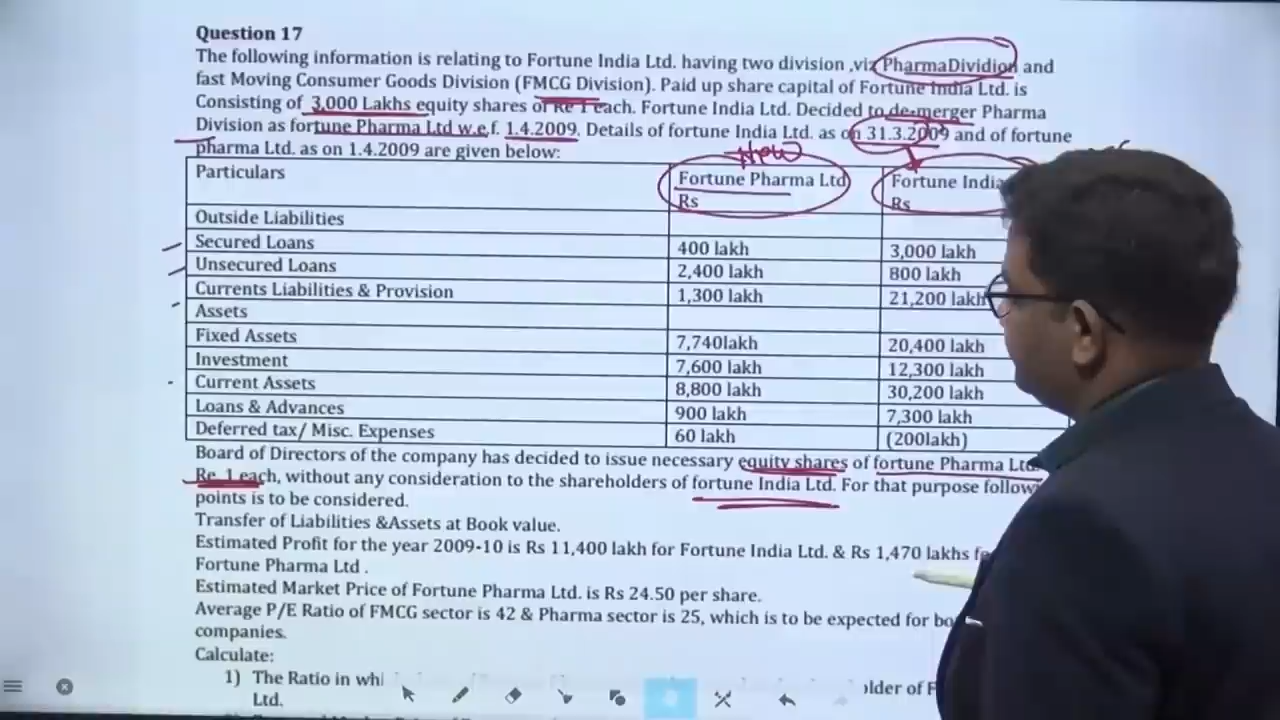 Question 17
The following information is relating to Fortune India Ltd. having two division ,viz PharmaDividion and
fast Moving Consumer Goods Division (FMCG Division). Paid up share capital of Fortune India Ltd. is
Consisting of 3,000 Lakhs equity shares of Re 1 each. Fortune India Ltd. Decided to de-merger Pharma
Division as fortune Pharma Ltd w.e.f. 1.4.2009. Details of fortune India Ltd. as on 31.3.2009 and of fortune
pharma Ltd. as on 1.4.2009 are given below:
New
Particulars Fortune Pharma Ltd Fortune India
Rs Rs
Outside Liabilities
Secured Loans 400 lakh 3,000 lakh
Unsecured Loans 2,400 lakh 800 lakh
Currents Liabilities & Provision 1,300 lakh 21,200 lakh
Assets
Fixed Assets 7,740lakh 20,400 lakh
Investment 7,600 lakh 12,300 lakh
Current Assets 8,800 lakh 30,200 lakh
Loans & Advances 900 lakh 7,300 lakh
Deferred tax/ Misc. Expenses 60 lakh (200lakh)
Board of Directors of the company has decided to issue necessary equity shares of fortune Pharma Ltd.
Re. 1 each, without any consideration to the shareholders of fortune India Ltd. For that purpose follow
points is to be considered.
Transfer of Liabilities &Assets at Book value.
Estimated Profit for the year 2009-10 is Rs 11,400 lakh for Fortune India Ltd. & Rs 1,470 lakhs
Fortune Pharma Ltd .
Estimated Market Price of Fortune Pharma Ltd. is Rs 24.50 per share.
Average P/E Ratio of FMCG sector is 42 & Pharma sector is 25, which is to be expected for
companies.
Calculate:
1) The Ratio in of
Ltd.